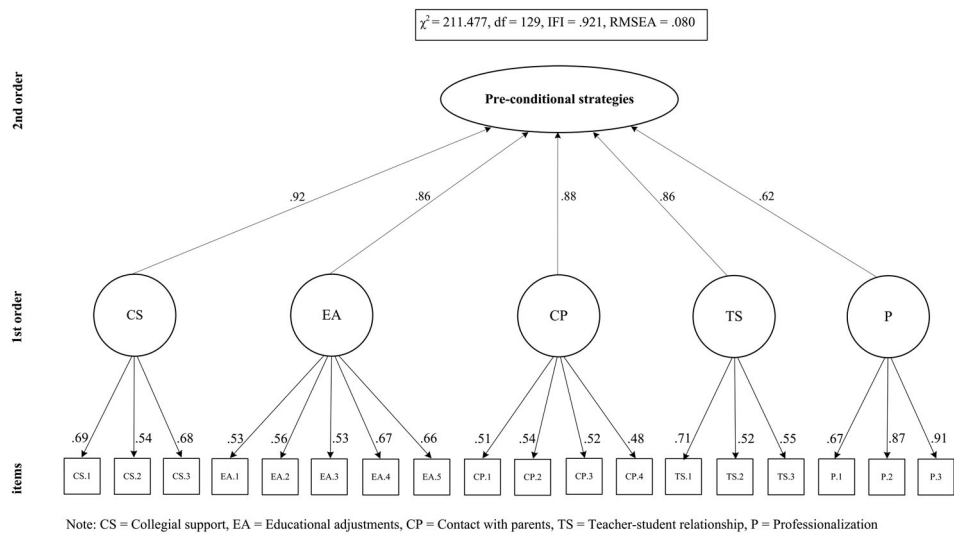 χ² = 211.477, df = 129, IFI = .921, RMSEA = .080
2nd order
Pre-conditional strategies
.92 .86 .88 .86 .62
1st order
CS EA CP TS P
.69 .54 .68 .53 .56 .53 .67 .66 .51 .54 .52 .48 .71 .52 .55 .67 .87 .91
items
CS.1 CS.2 CS.3 EA.1 EA.2 EA.3 EA.4 EA.5 CP.1 CP.2 CP.3 CP.4 TS.1 TS.2 TS.3 P.1 P.2 P.3
Note: CS = Collegial support, EA = Educational adjustments, CP = Contact with parents, TS = Teacher-student relationship, P = Professionalization